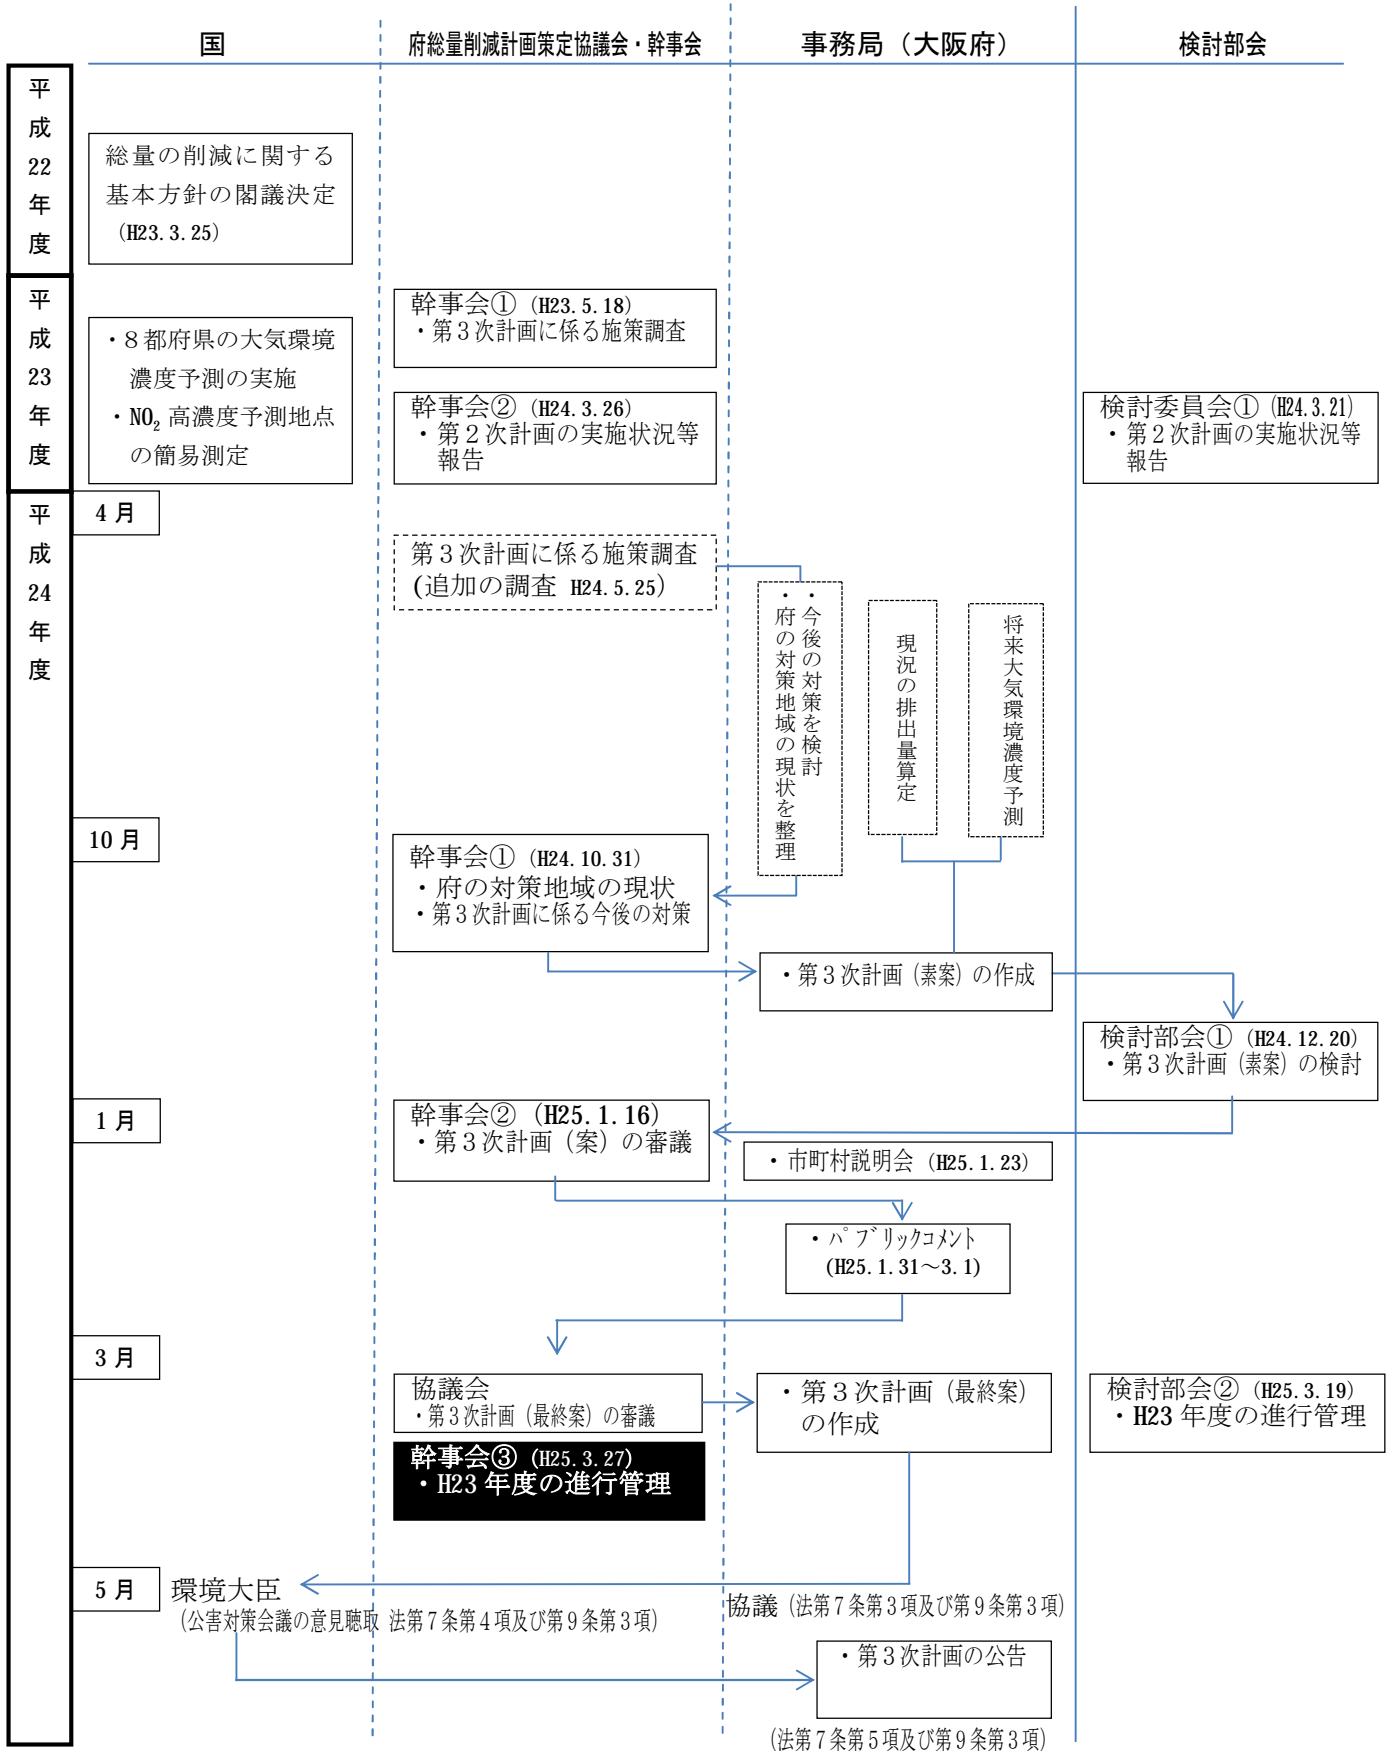 国
府総量削減計画策定協議会・幹事会
事務局（大阪府）
検討部会
平成22年度
総量の削減に関する
基本方針の閣議決定
（H23.3.25）
平成23年度
・８都府県の大気環境
濃度予測の実施
・NO₂ 高濃度予測地点
の簡易測定
幹事会①（H23.5.18）
・第３次計画に係る施策調査
幹事会②（H24.3.26）
・第２次計画の実施状況等
報告
検討委員会①（H24.3.21）
・第２次計画の実施状況等
報告
平成24年度
4 月
第３次計画に係る施策調査
(追加の調査 H24.5.25）
・今後の対策を検討
・府の対策地域の現状を整理
現況の排出量算定
将来大気環境濃度予測
10 月
幹事会①（H24.10.31）
・府の対策地域の現状
・第３次計画に係る今後の対策
・第３次計画（素案）の作成
検討部会①（H24.12.20）
・第３次計画（素案）の検討
1 月
幹事会②（H25.1.16）
・第３次計画（案）の審議
・市町村説明会（H25.1.23）
・ﾊﾟﾌﾞﾘｯｸｺﾒﾝﾄ
(H25.1.31～3.1)
3 月
協議会
・第３次計画（最終案）の審議
・第３次計画（最終案）
の作成
検討部会②（H25.3.19）
・H23 年度の進行管理
幹事会③（H25.3.27）
・H23 年度の進行管理
5 月
環境大臣
（公害対策会議の意見聴取 法第７条第４項及び第９条第３項）
協議（法第７条第３項及び第９条第３項）
・第３次計画の公告
（法第７条第５項及び第９条第３項）